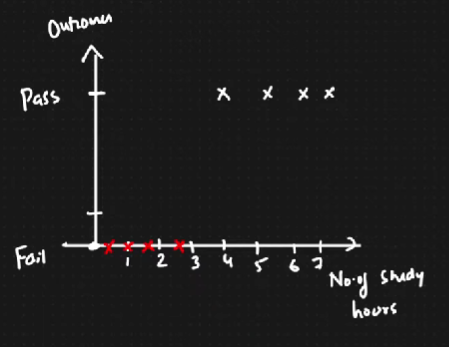 Outcomes
Pass
Fail
1 2 3 4 5 6 7
No. of study
hours